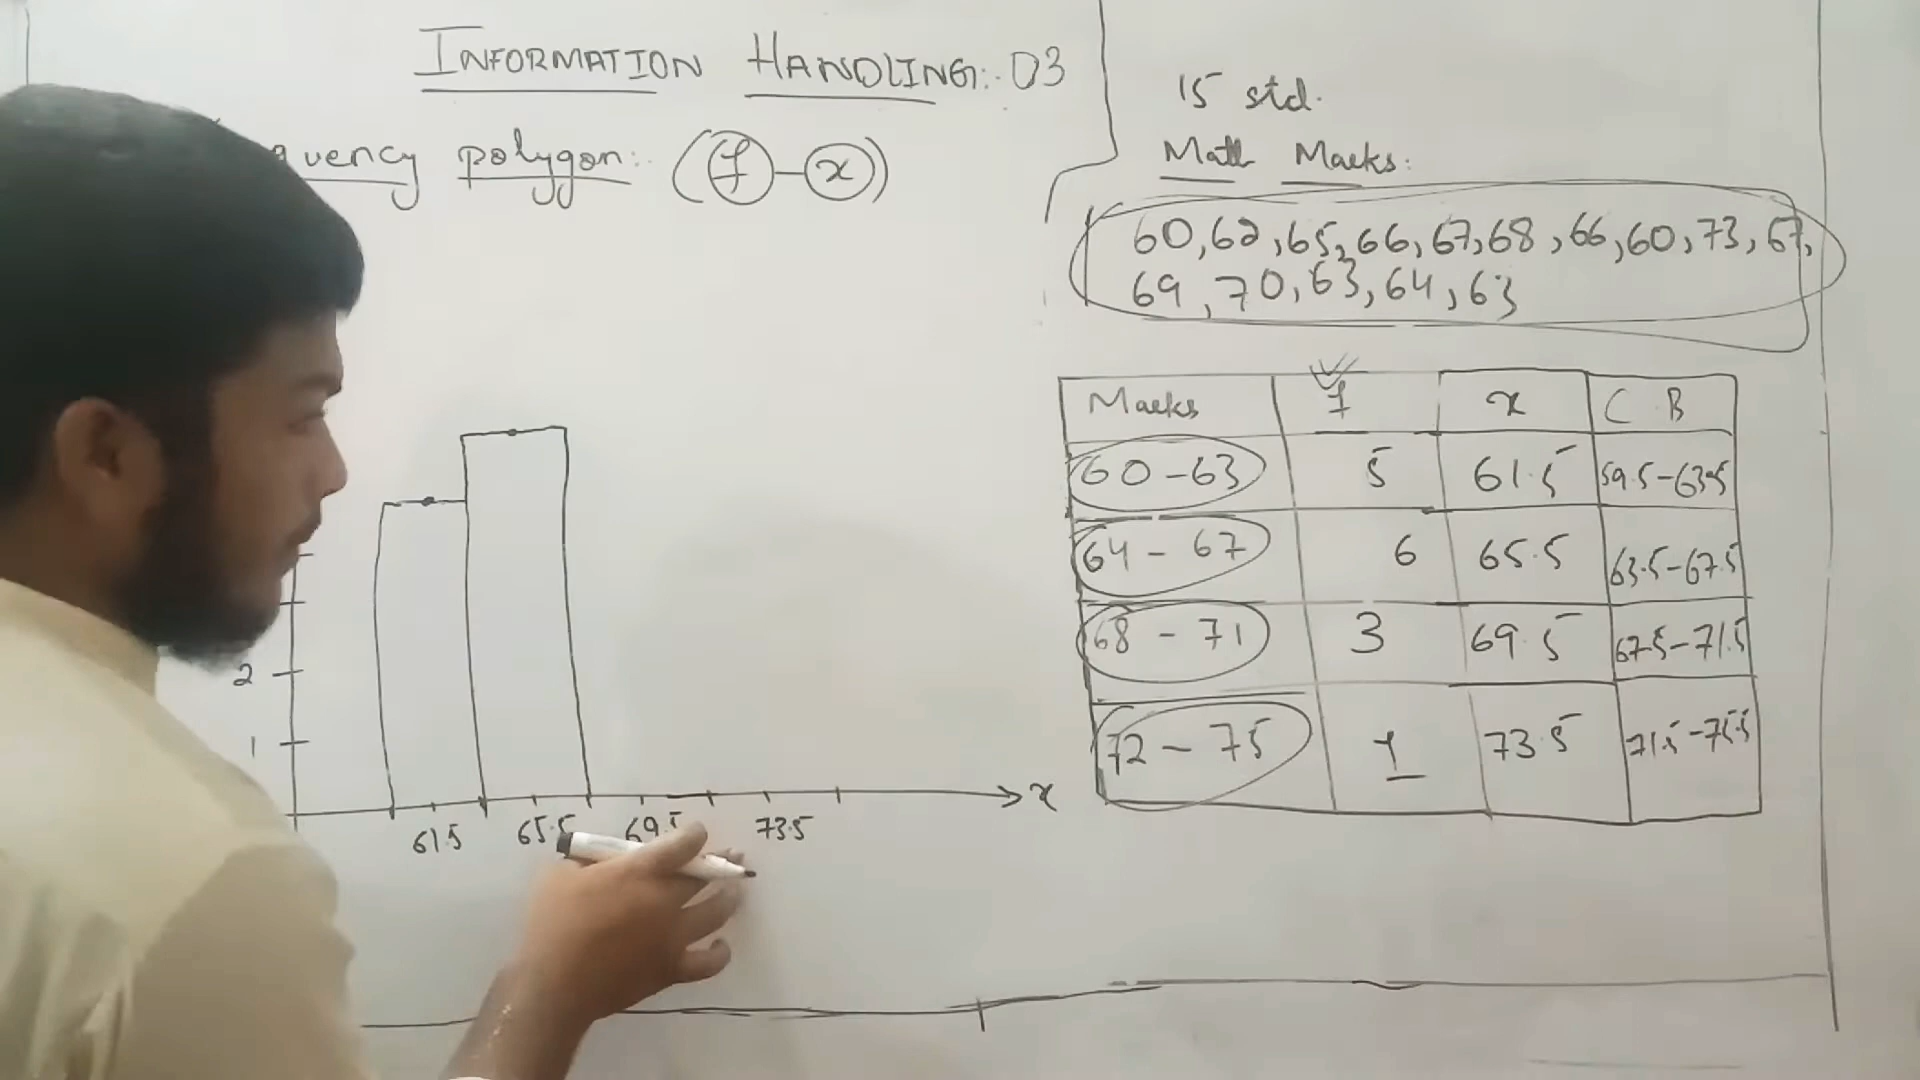 INFORMATION HANDLING:. 03
quency polygon:. (f-x)
15 std.
Math Marks:
60,62,65,66,67,68,66,60,73,67,
69,70,63,64,63
Marks f x C B
60-63 5 61.5 59.5-63.5
64-67 6 65.5 63.5-67.5
68-71 3 69.5 67.5-71.5
72-75 1 73.5 71.5-75.5
2
1
x
61.5 65.5 69.5 73.5